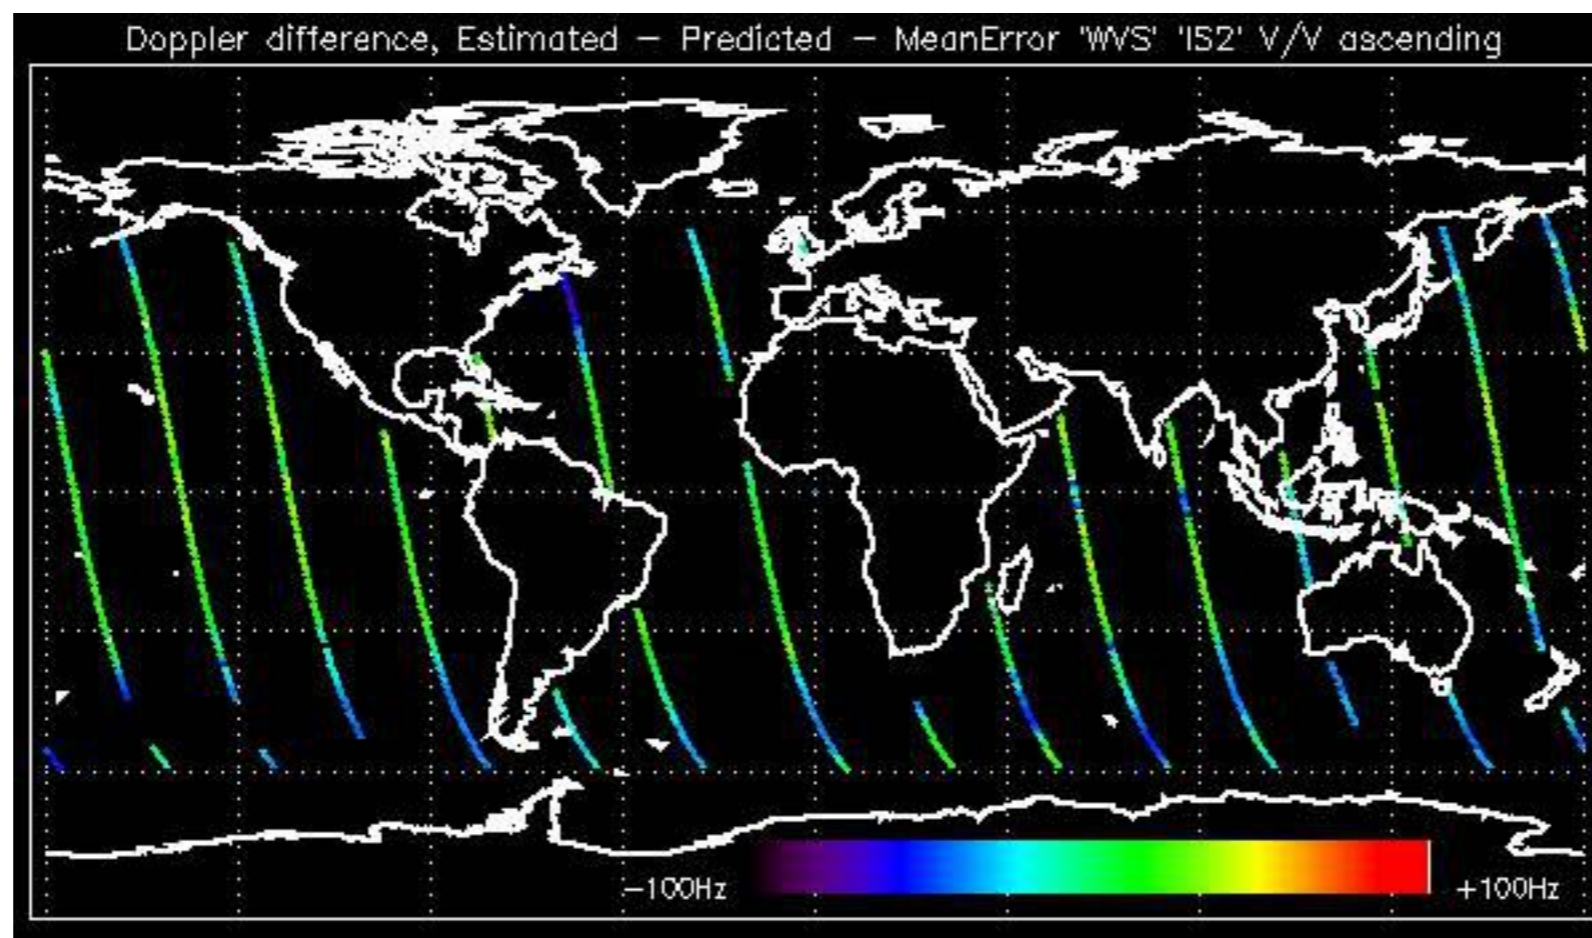 Doppler difference, Estimated – Predicted – MeanError 'WVS' 'IS2' V/V ascending
–100Hz
+100Hz